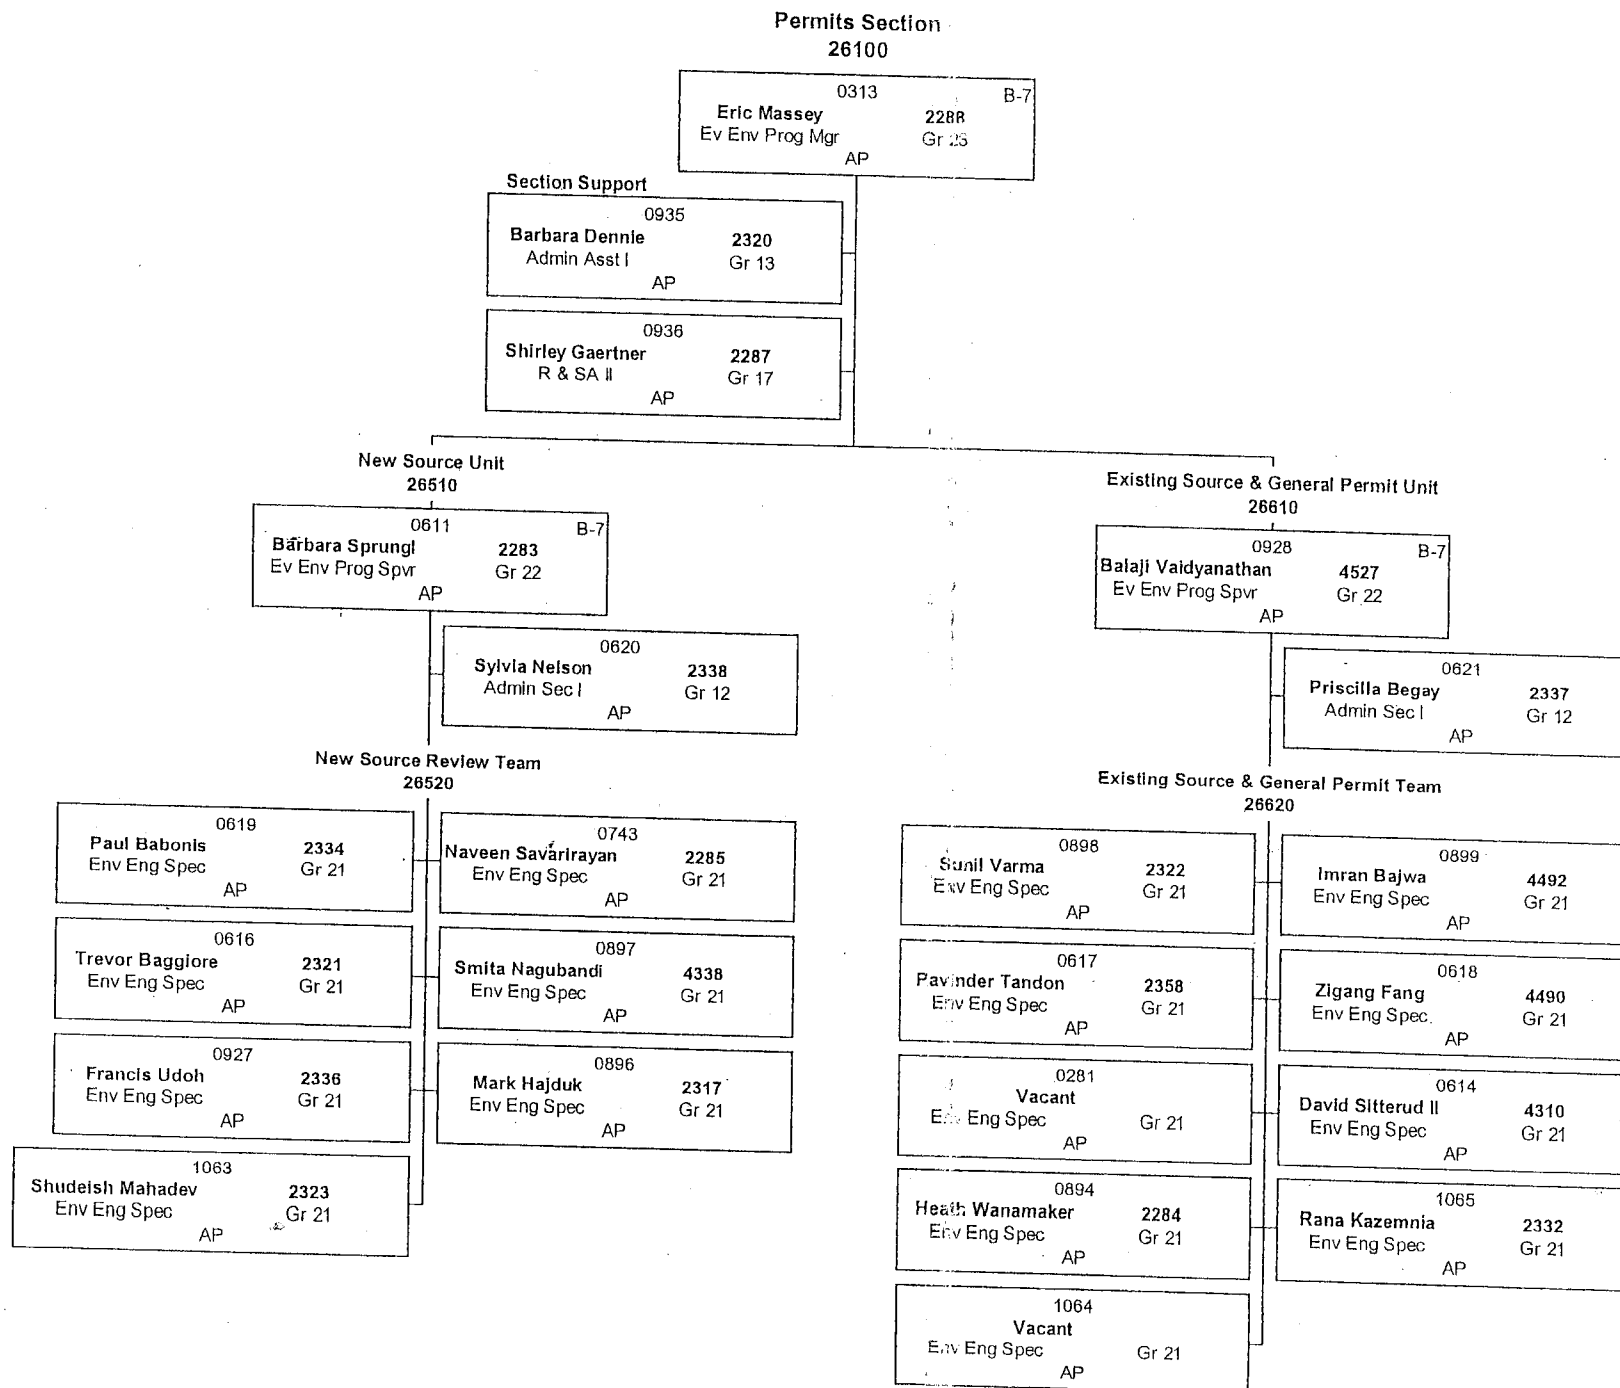 Permits Section
26100
0313 B-7
Eric Massey 2288
Ev Env Prog Mgr Gr
AP
Section Support
0935
Barbara Dennie 2320
Admin Asst I Gr 13
AP
0936
Shirley Gaertner 2287
R & SA II Gr 17
AP
New Source Unit
26510
0611 B-7
Barbara Sprungl 2283
Ev Env Prog Spvr Gr 22
AP
0620
Sylvia Nelson 2338
Admin Sec I Gr 12
AP
New Source Review Team
26520
0619
Paul Babonis 2334
Env Eng Spec Gr 21
AP
0743
Naveen Savarirayan 2285
Env Eng Spec Gr 21
AP
0616
Trevor Baggiore 2321
Env Eng Spec Gr 21
AP
0897
Smita Nagubandi 4338
Env Eng Spec Gr 21
AP
0927
Francis Udoh 2336
Env Eng Spec Gr 21
AP
0896
Mark Hajduk 2317
Env Eng Spec Gr 21
AP
1063
Shudeish Mahadev 2323
Env Eng Spec Gr 21
AP
Existing Source & General Permit Unit
26610
0928 B-7
Balaji Vaidyanathan 4527
Ev Env Prog Spvr Gr 22
AP
0621
Priscilla Begay 2337
Admin Sec I Gr 12
AP
Existing Source & General Permit Team
26620
0898
Sunil Varma 2322
Env Eng Spec Gr 21
AP
0899
Imran Bajwa 4492
Env Eng Spec Gr 21
AP
0617
Pavinder Tandon 2358
Env Eng Spec Gr 21
AP
0618
Zigang Fang 4490
Env Eng Spec Gr 21
AP
0281
Vacant
Env Eng Spec Gr 21
AP
0614
David Sitterud II 4310
Env Eng Spec Gr 21
AP
0894
Heath Wanamaker 2284
Env Eng Spec Gr 21
AP
1065
Rana Kazemnia 2332
Env Eng Spec Gr 21
AP
1064
Vacant
Env Eng Spec Gr 21
AP